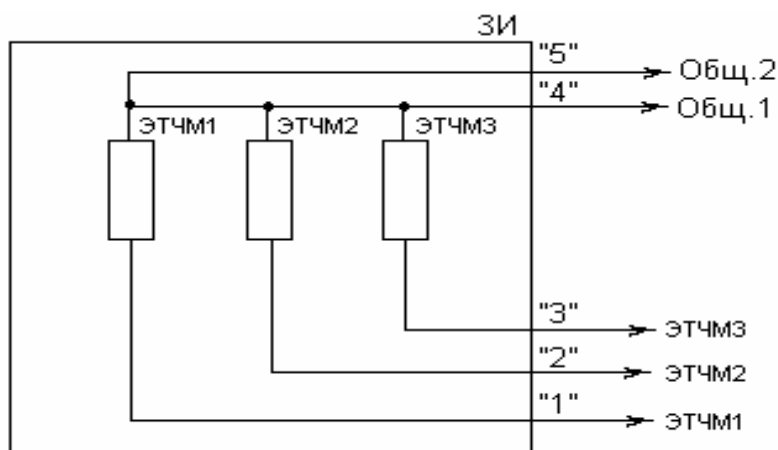 ЗИ
"5" Общ.2
"4" Общ.1
ЭТЧМ1 ЭТЧМ2 ЭТЧМ3
"3" ЭТЧМ3
"2" ЭТЧМ2
"1" ЭТЧМ1